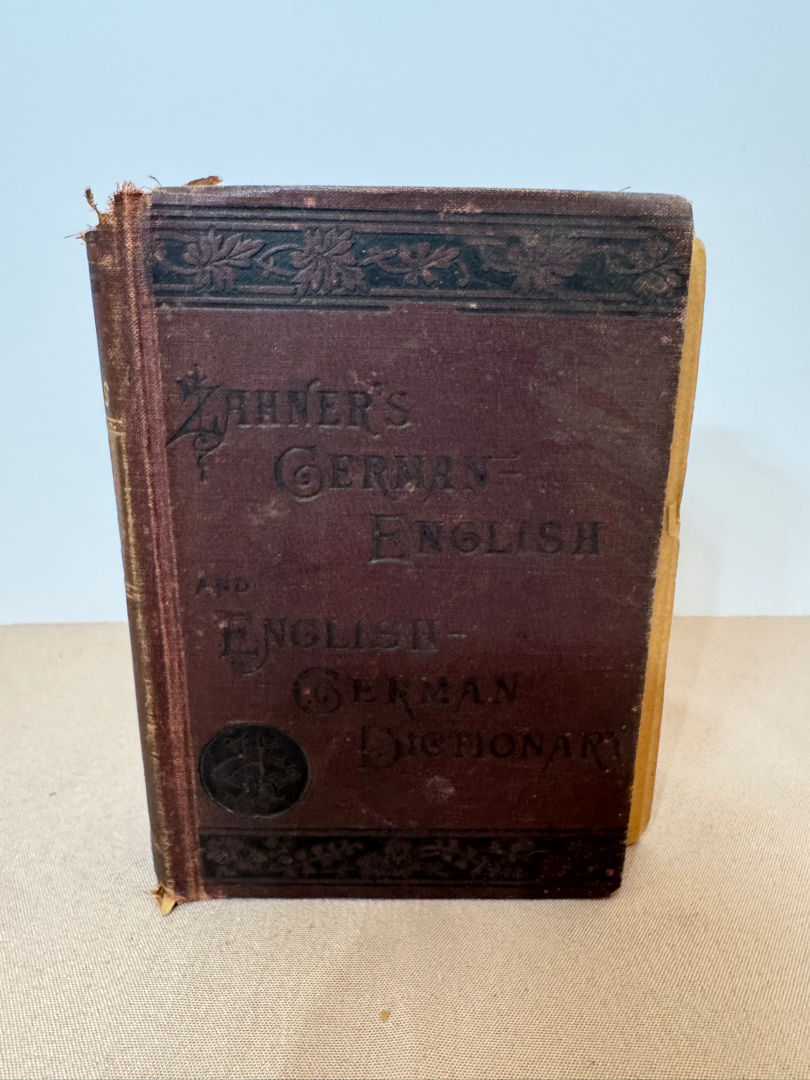 ZAHNER'S
GERMAN-
ENGLISH
AND
ENGLISH-
GERMAN
DICTIONARY